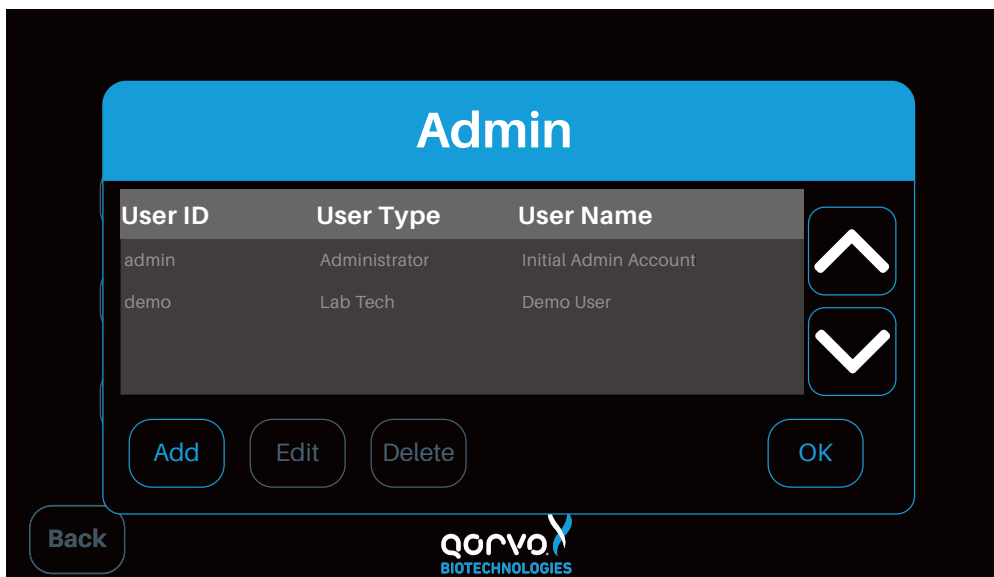 Admin
User ID User Type User Name
admin Administrator Initial Admin Account
demo Lab Tech Demo User
Add Edit Delete OK
Back
QORVO
BIOTECHNOLOGIES